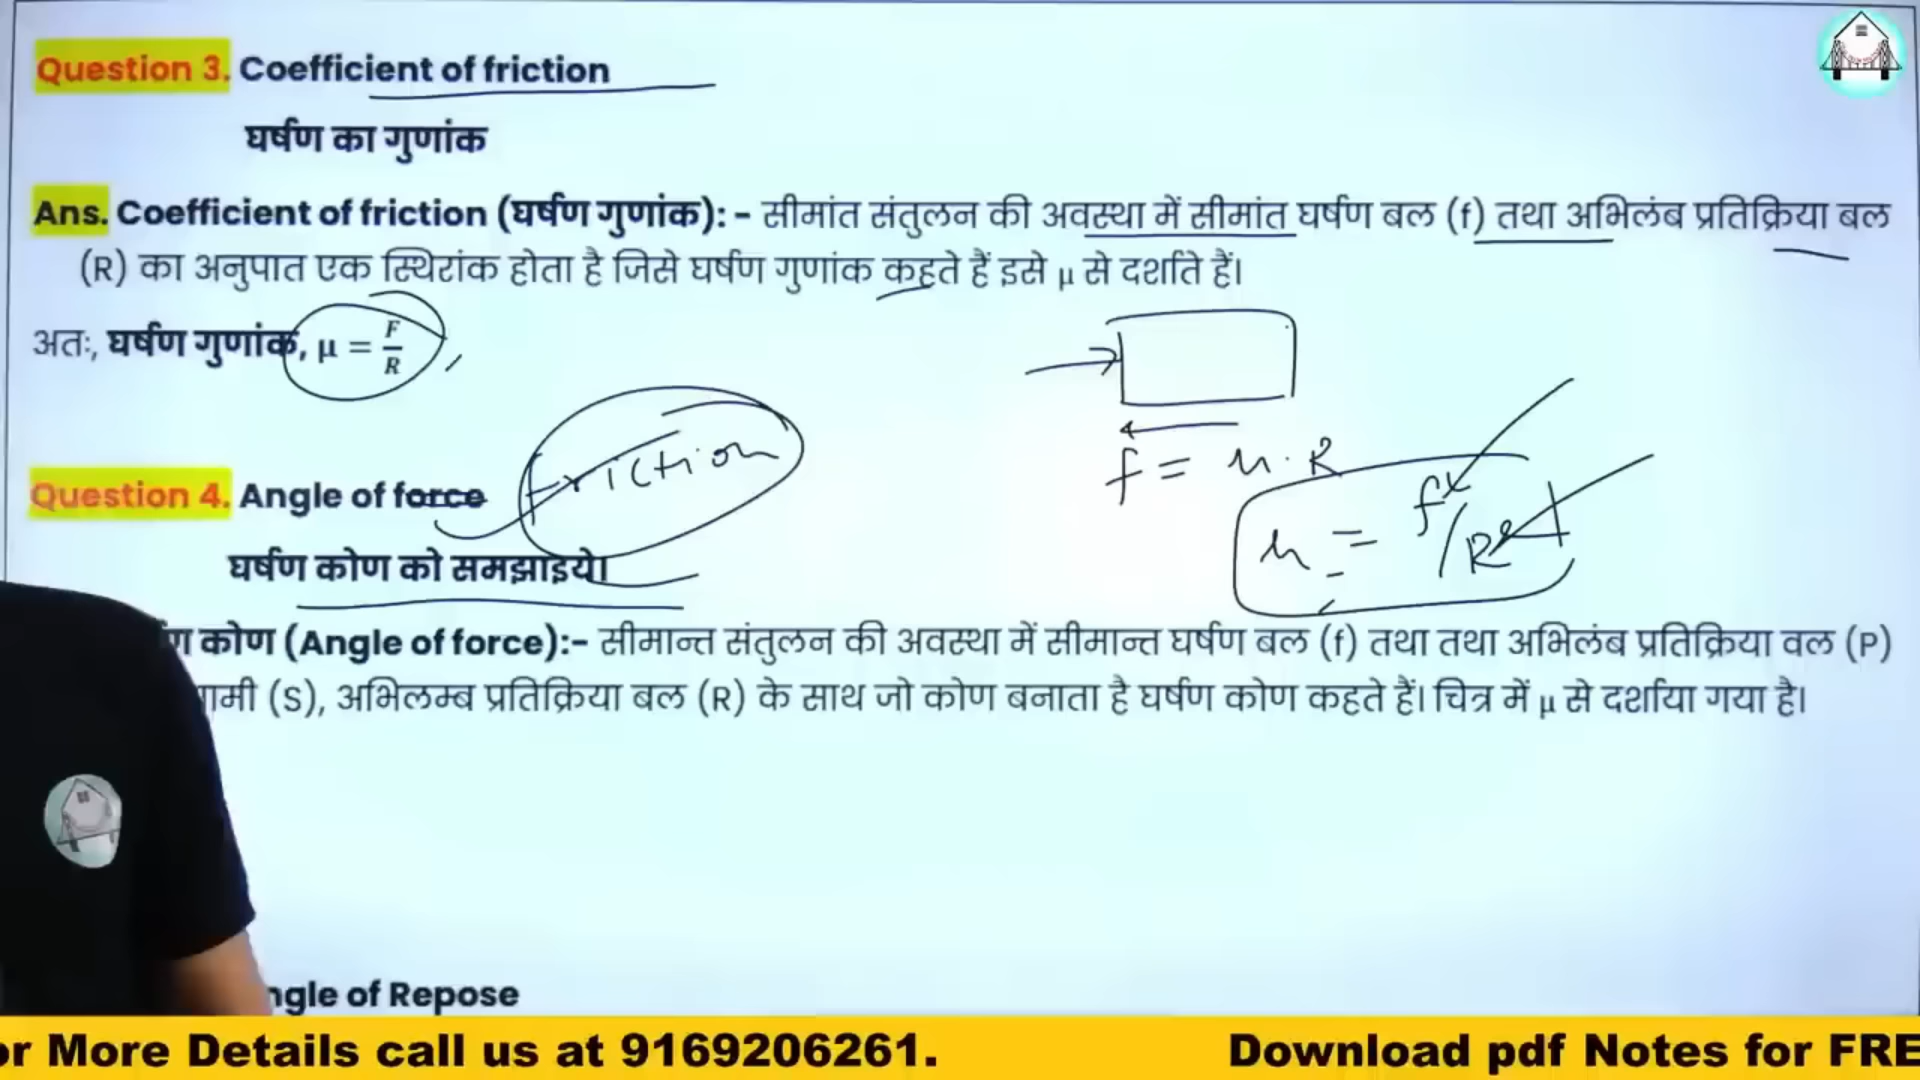 Question 3. Coefficient of friction
घर्षण का गुणांक
Ans. Coefficient of friction (घर्षण गुणांक): - सीमांत संतुलन की अवस्था में सीमांत घर्षण बल (f) तथा अभिलंब प्रतिक्रिया बल
(R) का अनुपात एक स्थिरांक होता है जिसे घर्षण गुणांक कहते हैं इसे μ से दर्शाते हैं।
अतः, घर्षण गुणांक, μ = F/R
f = μ . R
μ = f/R
Question 4. Angle of force friction
घर्षण कोण को समझाइये।
कोण (Angle of force):- सीमान्त संतुलन की अवस्था में सीमान्त घर्षण बल (f) तथा तथा अभिलंब प्रतिक्रिया वल (P)
गामी (S), अभिलम्ब प्रतिक्रिया बल (R) के साथ जो कोण बनाता है घर्षण कोण कहते हैं। चित्र में μ से दर्शाया गया है।
ngle of Repose
or More Details call us at 9169206261. Download pdf Notes for FRE